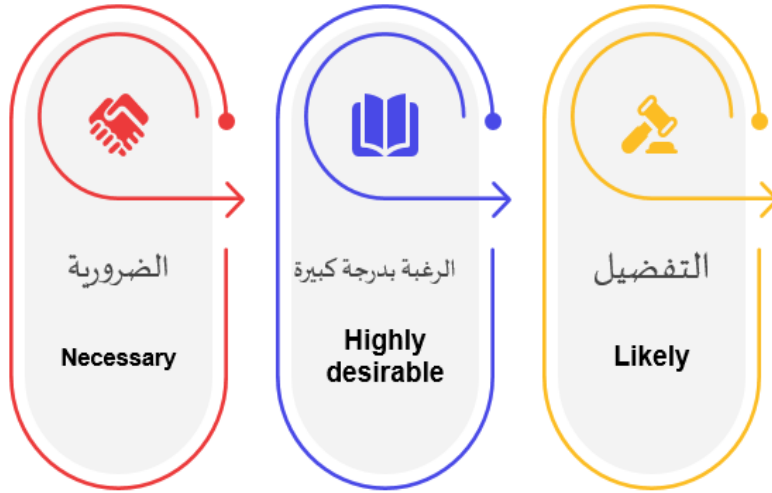 الضرورية
Necessary
الرغبة بدرجة كبيرة
Highly
desirable
التفضيل
Likely